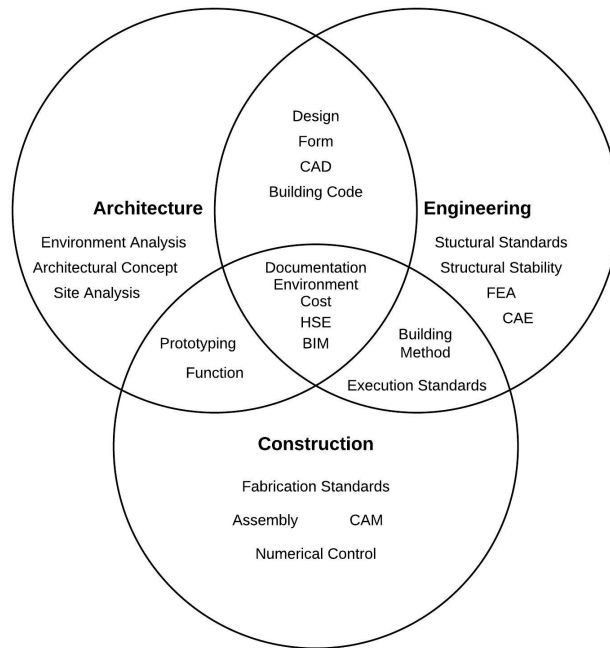 Design
Form
CAD
Building Code
Architecture
Engineering
Environment Analysis
Architectural Concept
Site Analysis
Stuctural Standards
Structural Stability
FEA
CAE
Documentation
Environment
Cost
HSE
BIM
Prototyping
Function
Building
Method
Execution Standards
Construction
Fabrication Standards
Assembly CAM
Numerical Control